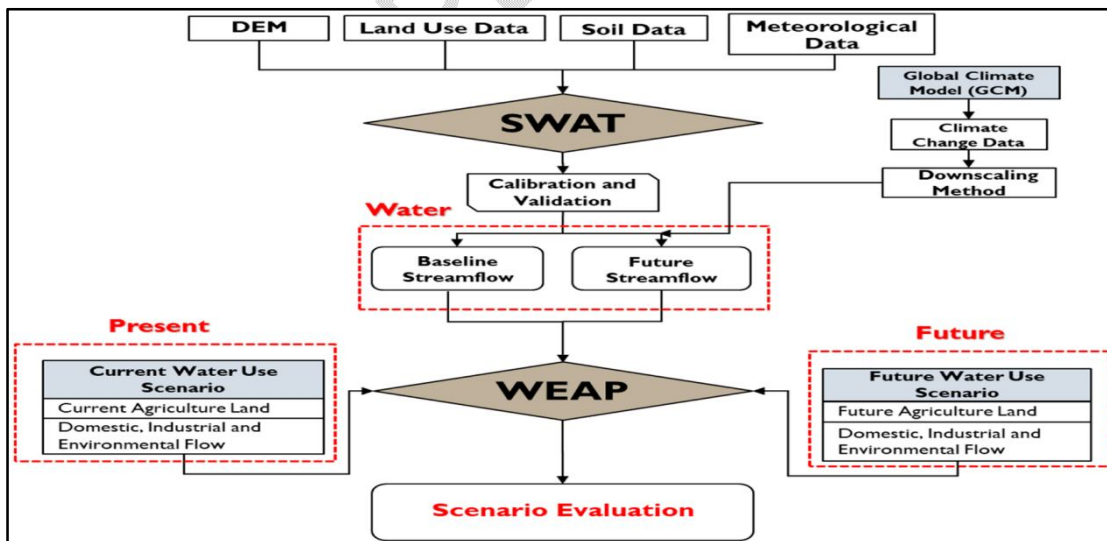 DEM
Land Use Data
Soil Data
Meteorological
Data
Global Climate
Model (GCM)
SWAT
Climate
Change Data
Calibration and
Validation
Downscaling
Method
Water
Baseline
Streamflow
Future
Streamflow
Present
Future
Current Water Use
Scenario
Current Agriculture Land
Domestic, Industrial and
Environmental Flow
WEAP
Future Water Use
Scenario
Future Agriculture Land
Domestic, Industrial and
Environmental Flow
Scenario Evaluation